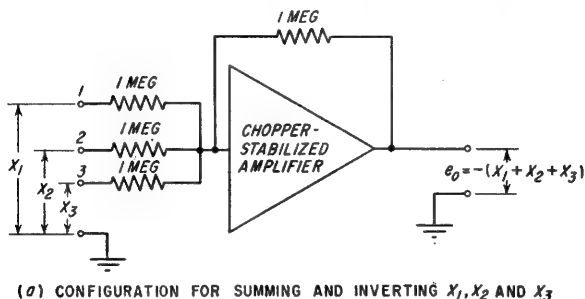 1 MEG
1 MEG
1
1 MEG
2
1 MEG
3
X1
X2
X3
CHOPPER-
STABILIZED
AMPLIFIER
e0=-(X1+X2+X3)
(a) CONFIGURATION FOR SUMMING AND INVERTING X1, X2 AND X3